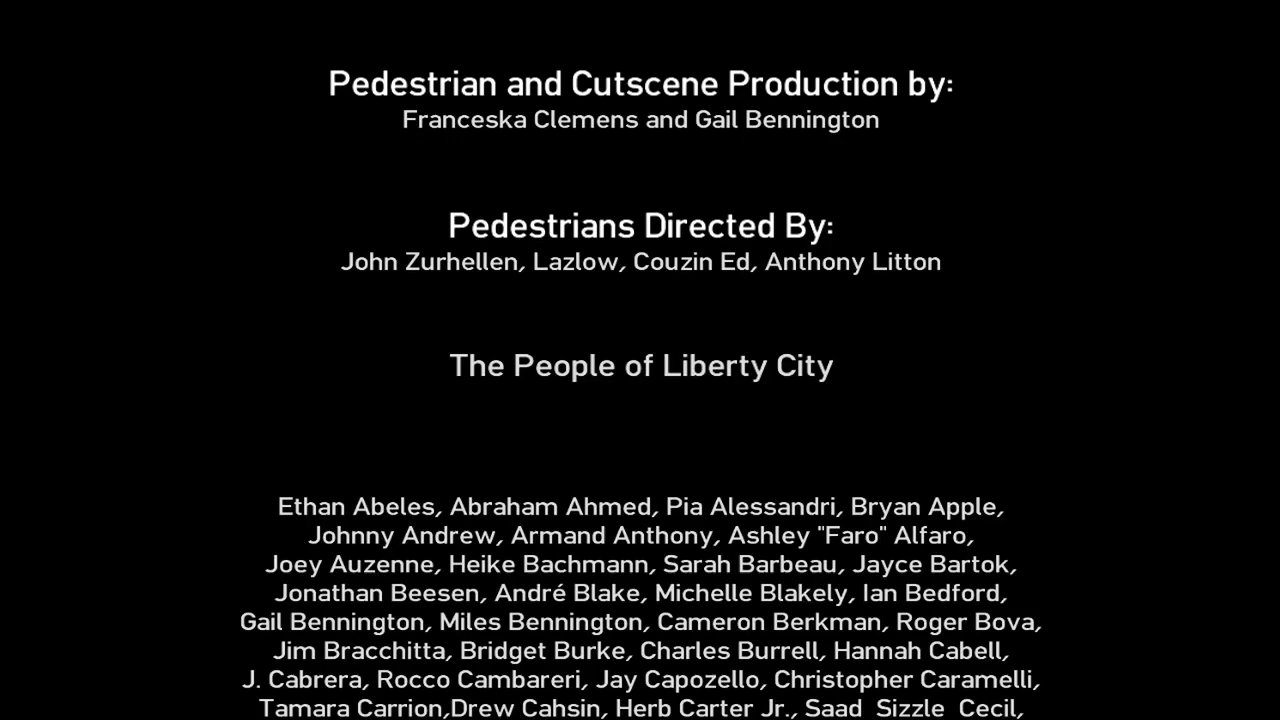 Pedestrian and Cutscene Production by:
Franceska Clemens and Gail Bennington
Pedestrians Directed By:
John Zurhellen, Lazlow, Couzin Ed, Anthony Litton
The People of Liberty City
Ethan Abeles, Abraham Ahmed, Pia Alessandri, Bryan Apple,
Johnny Andrew, Armand Anthony, Ashley "Faro" Alfaro,
Joey Auzenne, Heike Bachmann, Sarah Barbeau, Jayce Bartok,
Jonathan Beesen, André Blake, Michelle Blakely, Ian Bedford,
Gail Bennington, Miles Bennington, Cameron Berkman, Roger Bova,
Jim Bracchitta, Bridget Burke, Charles Burrell, Hannah Cabell,
J. Cabrera, Rocco Cambareri, Jay Capozello, Christopher Caramelli,
Tamara Carrion,Drew Cahsin, Herb Carter Jr., Saad  Sizzle  Cecil,